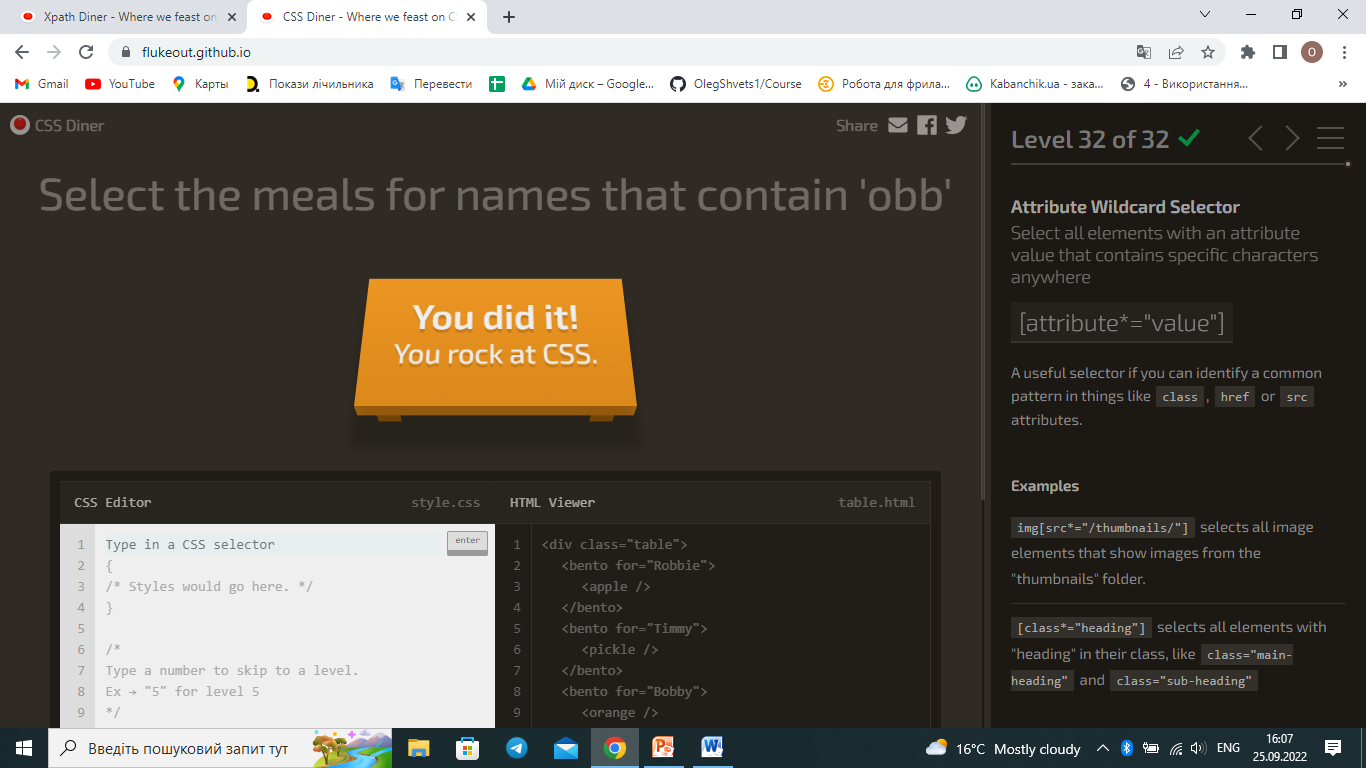 Xpath Diner - Where we feast on
CSS Diner - Where we feast on C
flukeout.github.io
O
Gmail
YouTube
Карты
Покази лічильника
Перевести
Мій диск – Google...
OlegShvets1/Course
Робота для фрила...
Kabanchik.ua - зака...
4 - Використання...
»
CSS Diner
Share
Select the meals for names that contain 'obb'
You did it!
You rock at CSS.
CSS Editor
style.css
1
Type in a CSS selector
enter
2
{
3
/* Styles would go here. */
4
}
5
6
/*
7
Type a number to skip to a level.
8
Ex → "5" for level 5
9
*/
HTML Viewer
table.html
1
<div class="table">
2
<bento for="Robbie">
3
<apple />
4
</bento>
5
<bento for="Timmy">
6
<pickle />
7
</bento>
8
<bento for="Bobby">
9
<orange />
Level 32 of 32
Attribute Wildcard Selector
Select all elements with an attribute
value that contains specific characters
anywhere
[attribute*="value"]
A useful selector if you can identify a common
pattern in things like class , href or src
attributes.
Examples
img[src*="/thumbnails/"] selects all image
elements that show images from the
"thumbnails" folder.
[class*="heading"] selects all elements with
"heading" in their class, like class="main-
heading" and class="sub-heading"
Введіть пошуковий запит тут
16°C Mostly cloudy
ENG
16:07
25.09.2022